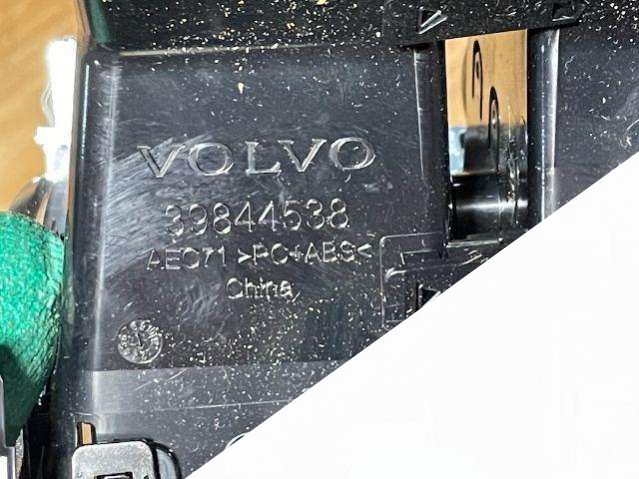 VOLVO
39844538
AEC71 >PC+ABS<
China